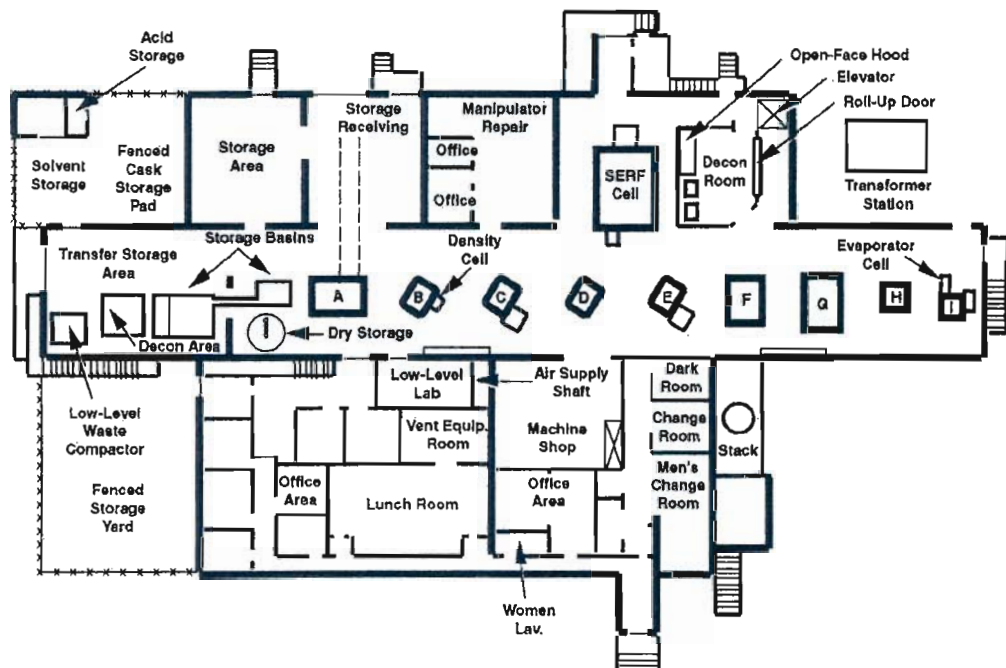 Acid
Storage
Open-Face Hood
Elevator
Roll-Up Door
Storage
Receiving
Manipulator
Repair
Storage
Area
Office
Office
Solvent
Storage
Fenced
Cask
Storage
Pad
SERF
Cell
Decon
Room
Transformer
Station
Storage Basins
Density
Cell
Transfer Storage
Area
Evaporator
Cell
A
B
C
D
E
F
G
H
I
Decon Area
Dry Storage
Low-Level
Lab
Air Supply
Shaft
Dark
Room
Low-Level
Waste
Compactor
Vent Equip.
Room
Machine
Shop
Change
Room
Stack
Fenced
Storage
Yard
Office
Area
Lunch Room
Office
Area
Men's
Change
Room
Women
Lav.